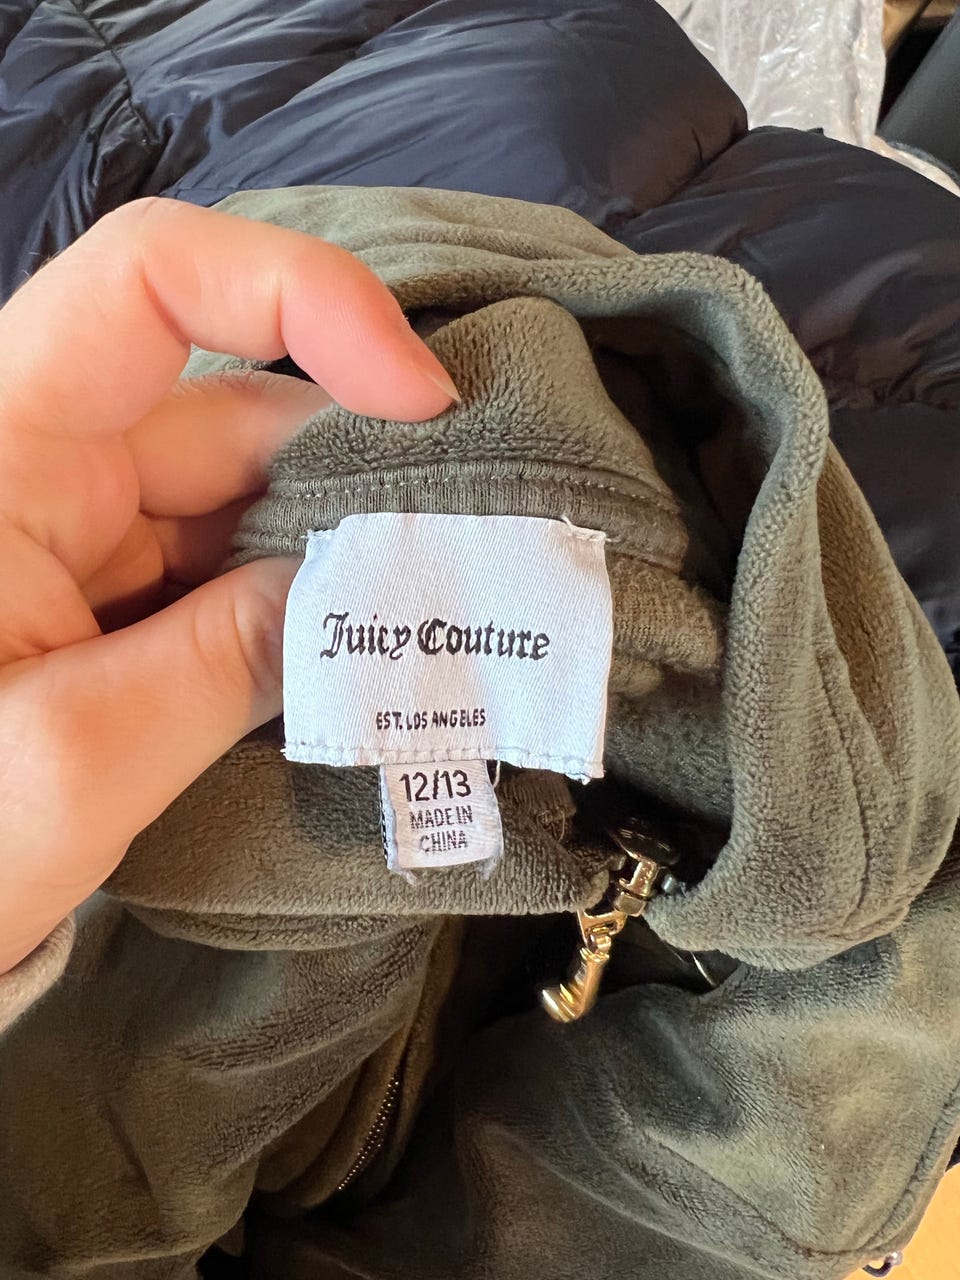 Juicy Couture
EST. LOS ANGELES
12/13
MADE IN
CHINA